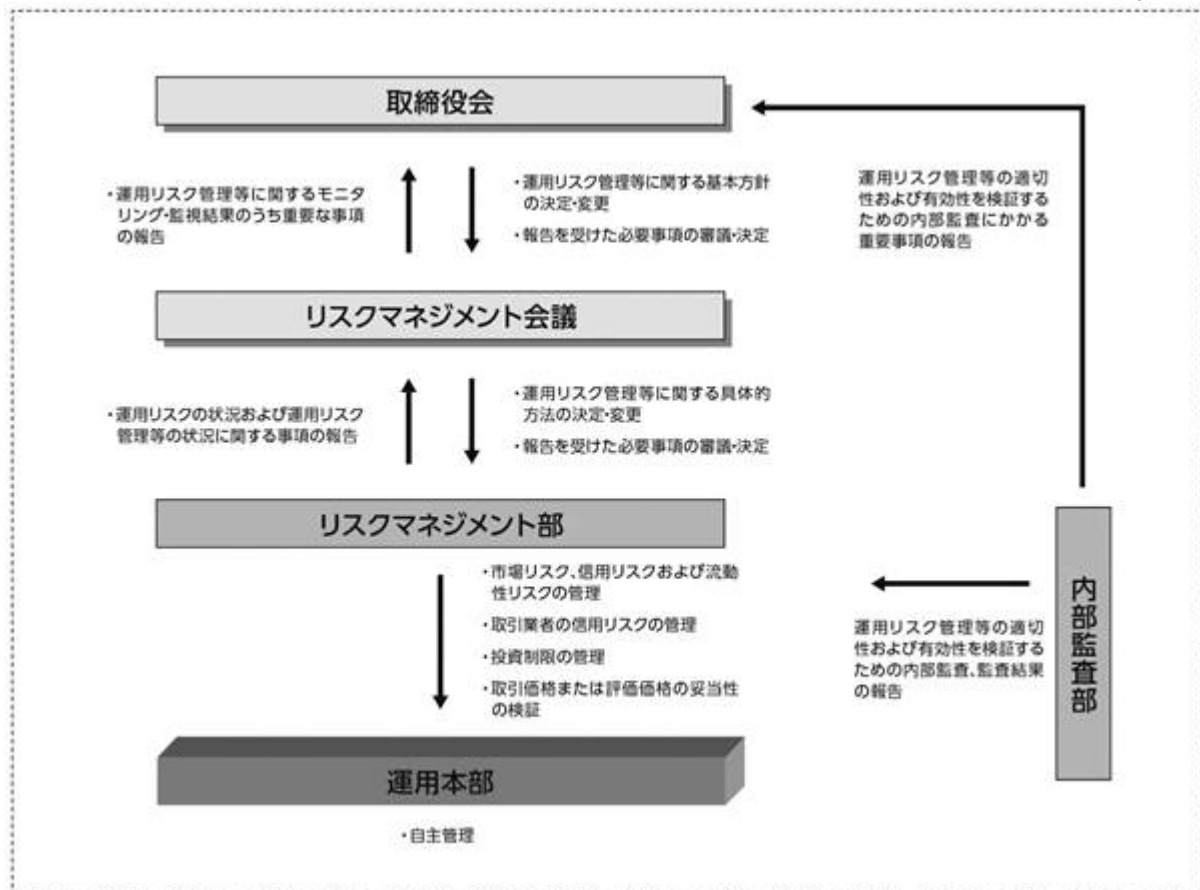 取締役会
・運用リスク管理等に関するモニタ
リング・監視結果のうち重要な事項
の報告
・運用リスク管理等に関する基本方針
の決定・変更
・報告を受けた必要事項の審議・決定
運用リスク管理等の適切
性および有効性を検証する
ための内部監査にかかる
重要事項の報告
リスクマネジメント会議
・運用リスクの状況および運用リスク
管理等の状況に関する事項の報告
・運用リスク管理等に関する具体的
方法の決定・変更
・報告を受けた必要事項の審議・決定
リスクマネジメント部
・市場リスク、信用リスクおよび流動
性リスクの管理
・取引業者の信用リスクの管理
・投資制限の管理
・取引価格または評価価格の妥当性
の検証
運用リスク管理等の適切
性および有効性を検証する
ための内部監査、監査結果
の報告
内部監査部
運用本部
・自主管理